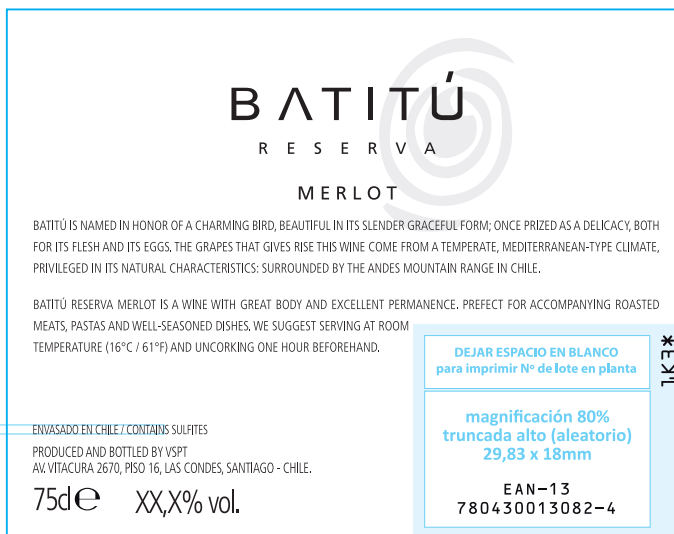 BATITÚ
RESERVA
MERLOT
BATITÚ IS NAMED IN HONOR OF A CHARMING BIRD, BEAUTIFUL IN ITS SLENDER GRACEFUL FORM; ONCE PRIZED AS A DELICACY, BOTH
FOR ITS FLESH AND ITS EGGS. THE GRAPES THAT GIVES RISE THIS WINE COME FROM A TEMPERATE, MEDITERRANEAN-TYPE CLIMATE,
PRIVILEGED IN ITS NATURAL CHARACTERISTICS: SURROUNDED BY THE ANDES MOUNTAIN RANGE IN CHILE.
BATITÚ RESERVA MERLOT IS A WINE WITH GREAT BODY AND EXCELLENT PERMANENCE. PREFECT FOR ACCOMPANYING ROASTED
MEATS, PASTAS AND WELL-SEASONED DISHES. WE SUGGEST SERVING AT ROOM
TEMPERATURE (16°C / 61°F) AND UNCORKING ONE HOUR BEFOREHAND.
ENVASADO EN CHILE / CONTAINS SULFITES
PRODUCED AND BOTTLED BY VSPT
AV. VITACURA 2670, PISO 16, LAS CONDES, SANTIAGO - CHILE.
75cl e XX,X% vol.
DEJAR ESPACIO EN BLANCO
para imprimir Nº de lote en planta
magnificación 80%
truncada alto (aleatorio)
29,83 x 18mm
EAN-13
780430013082-4